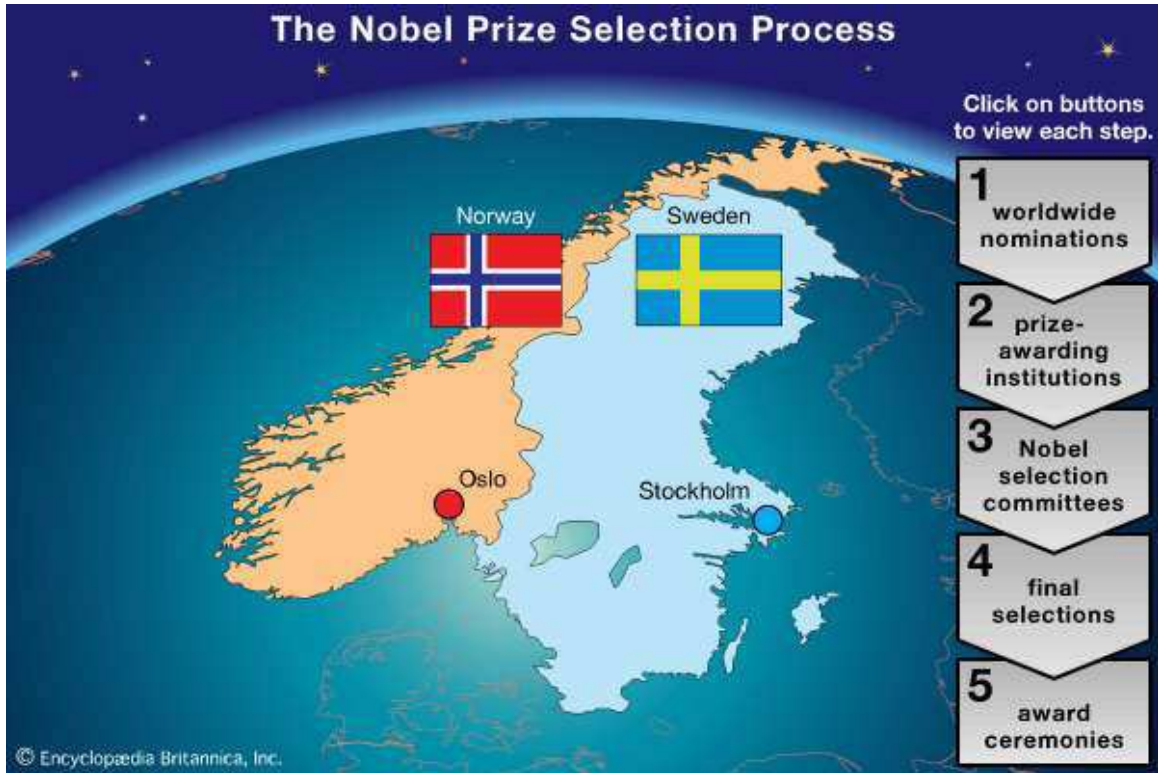 The Nobel Prize Selection Process
Click on buttons
to view each step.
Norway
Sweden
Oslo
Stockholm
1
worldwide
nominations
2
prize-
awarding
institutions
3
Nobel
selection
committees
4
final
selections
5
award
ceremonies
© Encyclopædia Britannica, Inc.